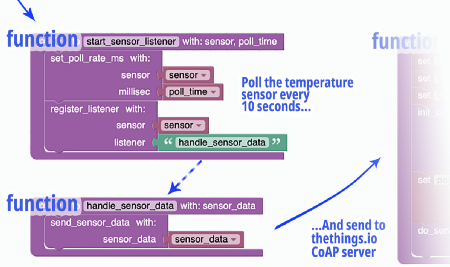 function start_sensor_listener with: sensor, poll_time
set_poll_rate_ms with:
sensor sensor
millisec poll_time
register_listener with:
sensor sensor
listener “ handle_sensor_data ”
Poll the temperature
sensor every
10 seconds...
function handle_sensor_data with: sensor_data
send_sensor_data with:
sensor_data sensor_data
...And send to
thethings.io
CoAP server
function
set
set
set
init_
set
do_se